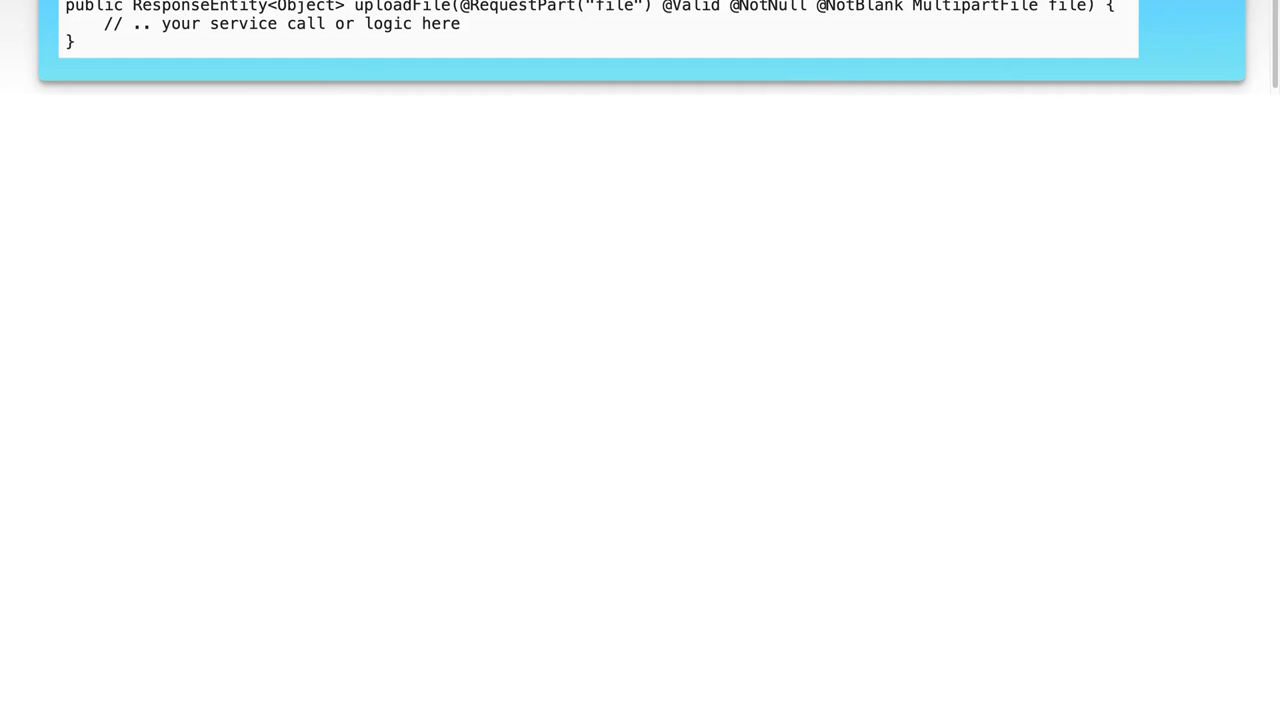 public ResponseEntity<Object> uploadFile(@RequestPart("file") @Valid @NotNull @NotBlank MultipartFile file) {
    // .. your service call or logic here
}